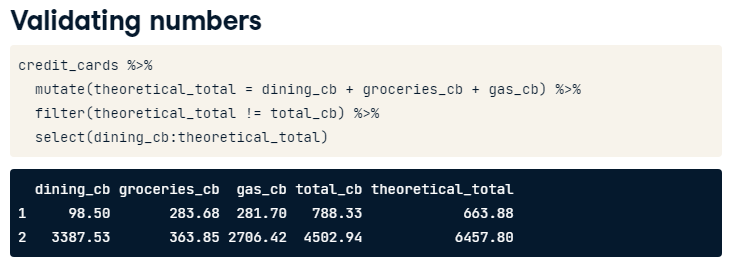 Validating numbers
credit_cards %>%
  mutate(theoretical_total = dining_cb + groceries_cb + gas_cb) %>%
  filter(theoretical_total != total_cb) %>%
  select(dining_cb:theoretical_total)
  dining_cb groceries_cb  gas_cb total_cb theoretical_total
1     98.50       283.68  281.70   788.33            663.88
2   3387.53       363.85 2706.42  4502.94           6457.80